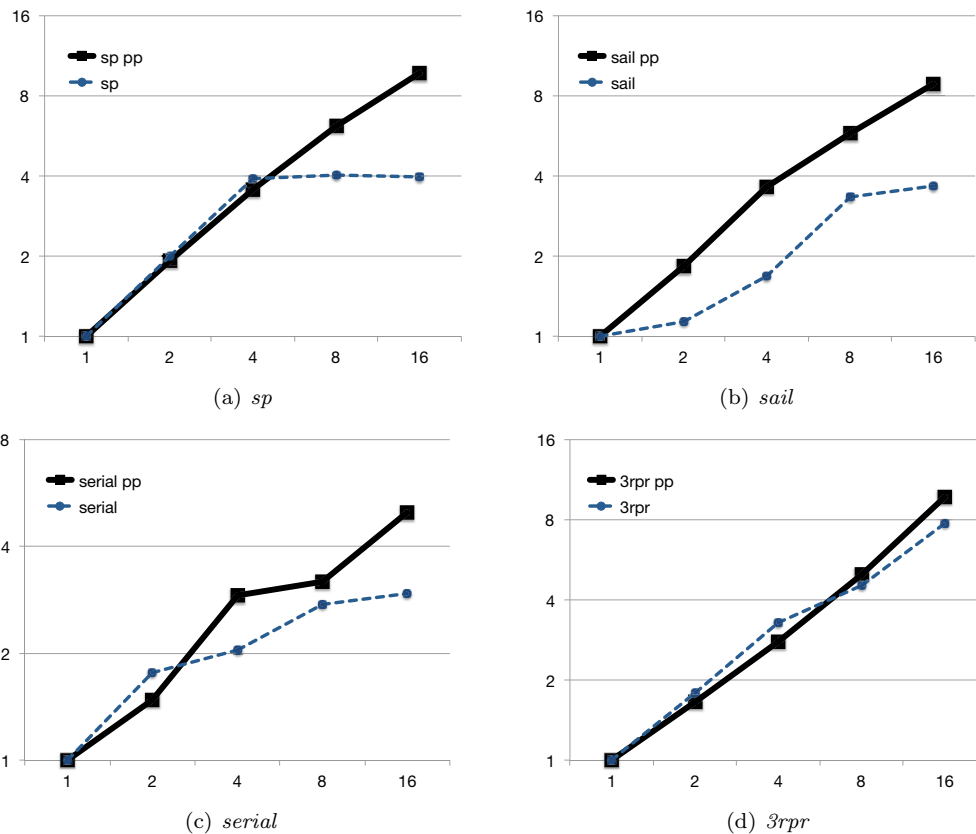 16
8
4
2
1
sp pp
sp
1 2 4 8 16
(a) sp
16
8
4
2
1
sail pp
sail
1 2 4 8 16
(b) sail
8
4
2
1
serial pp
serial
1 2 4 8 16
(c) serial
16
8
4
2
1
3rpr pp
3rpr
1 2 4 8 16
(d) 3rpr